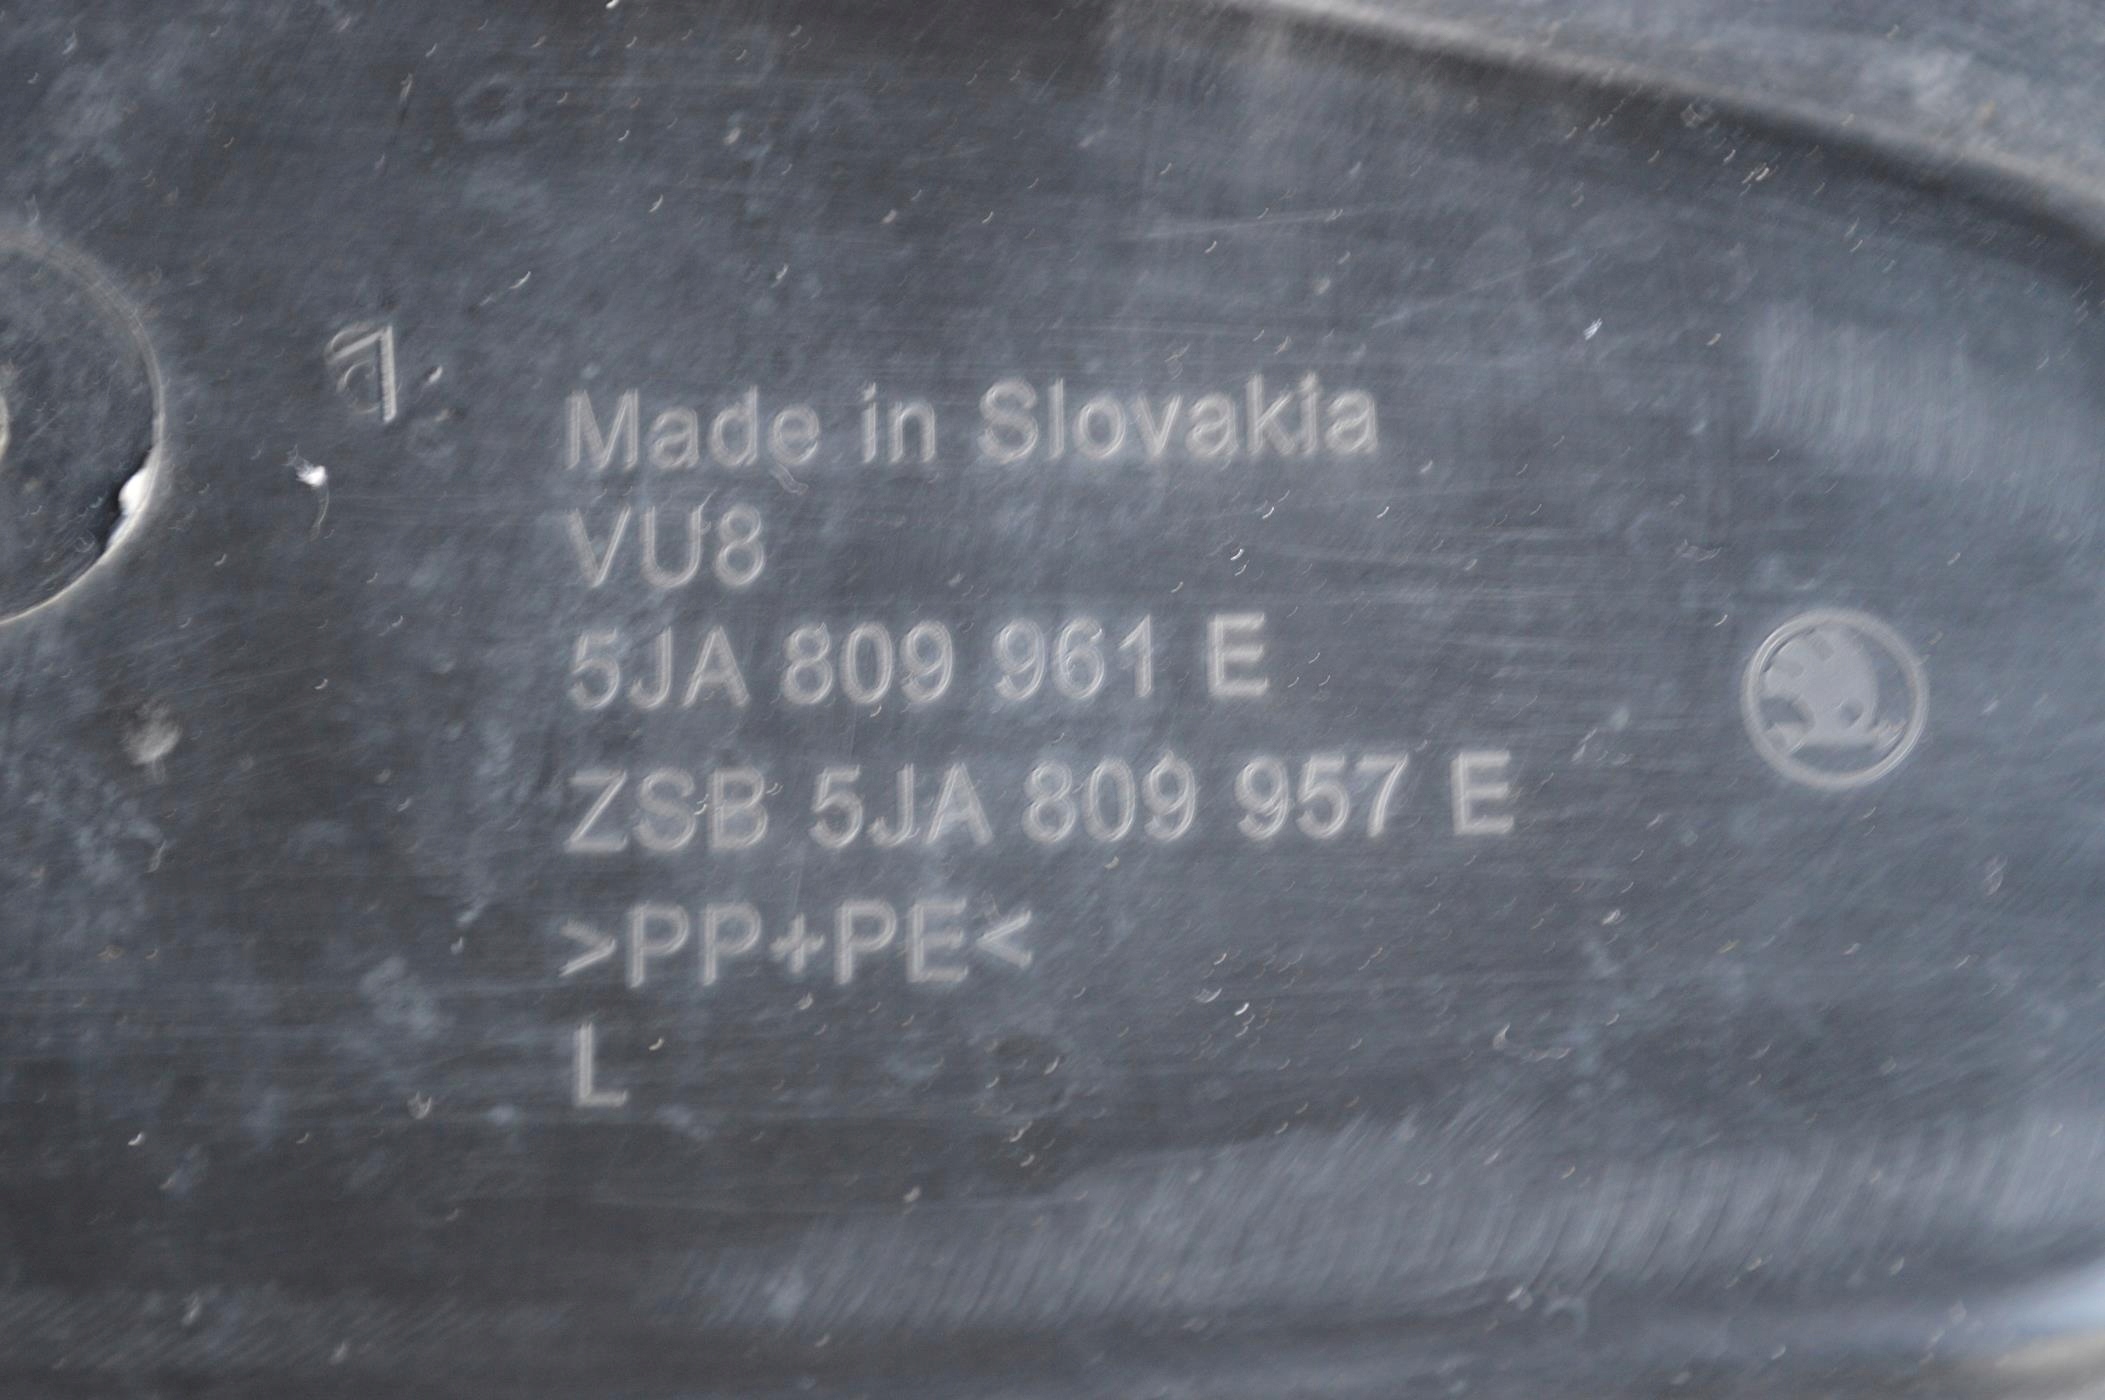 Made in Slovakia
VU8
5JA 809 961 E
ZSB 5JA 809 957 E
>PP+PE<
L